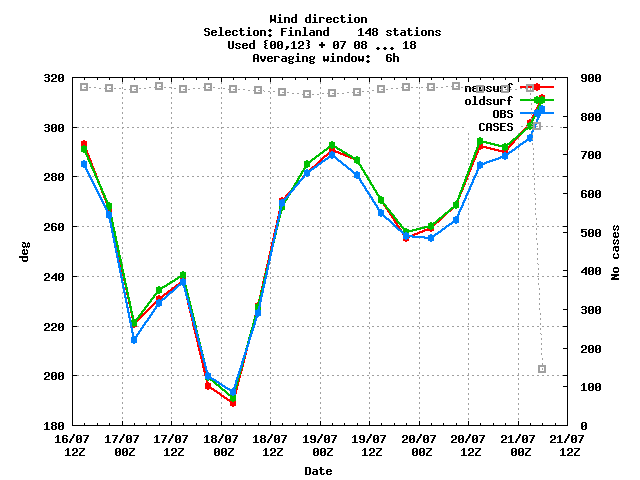 Wind direction
Selection: Finland 148 stations
Used {00,12} + 07 08 ... 18
Averaging window: 6h
320 900
newsurf
oldsurf
OBS
CASES
300 800
280 700
260 600
240 500
220 400
200 300
180 200
100
0
deg
No cases
16/07 17/07 17/07 18/07 18/07 19/07 19/07 20/07 20/07 21/07 21/07
12Z 00Z 12Z 00Z 12Z 00Z 12Z 00Z 12Z 00Z 12Z
Date